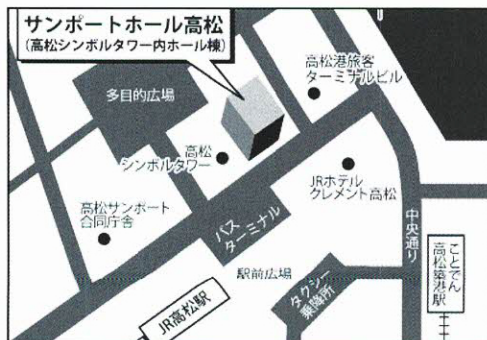 サンポートホール高松
(高松シンボルタワー内ホール棟)
高松港旅客
ターミナルビル
多目的広場
高松
シンボルタワー
JRホテル
クレメント高松
高松サンポート
合同庁舎
バス
ターミナル
中央通り
ことでん
高松築港駅
駅前広場
タクシー
乗降所
JR高松駅